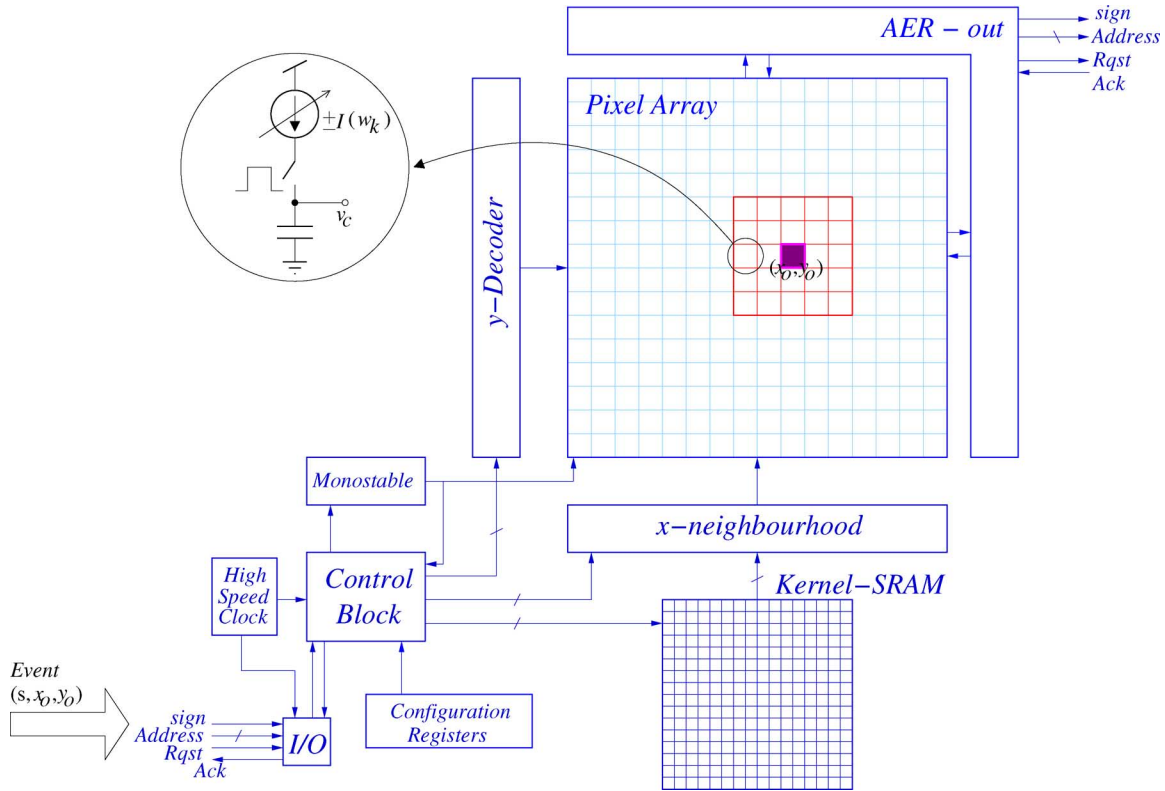 AER − out
sign
Address
Rqst
Ack
Pixel Array
±I(w_k)
v_c
y−Decoder
(x_o,y_o)
Monostable
x−neighbourhood
High
Speed
Clock
Control
Block
Kernel−SRAM
Event
(s,x_o,y_o)
Configuration
Registers
sign
Address
Rqst
Ack
I/O